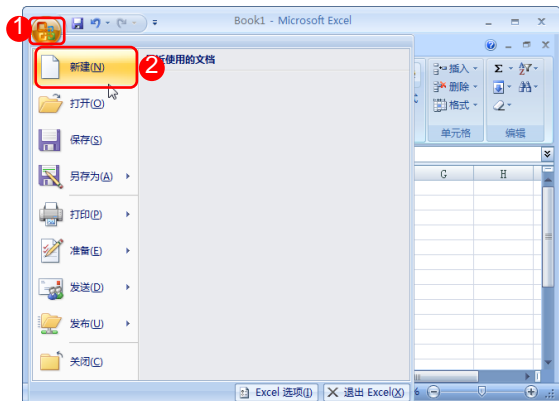 1
Book1 - Microsoft Excel
新建(N)
2
近使用的文档
打开(O)
保存(S)
另存为(A)
打印(P)
准备(E)
发送(D)
发布(U)
关闭(C)
插入
删除
格式
Σ
单元格
编辑
G H
Excel 选项(I) 退出 Excel(X)